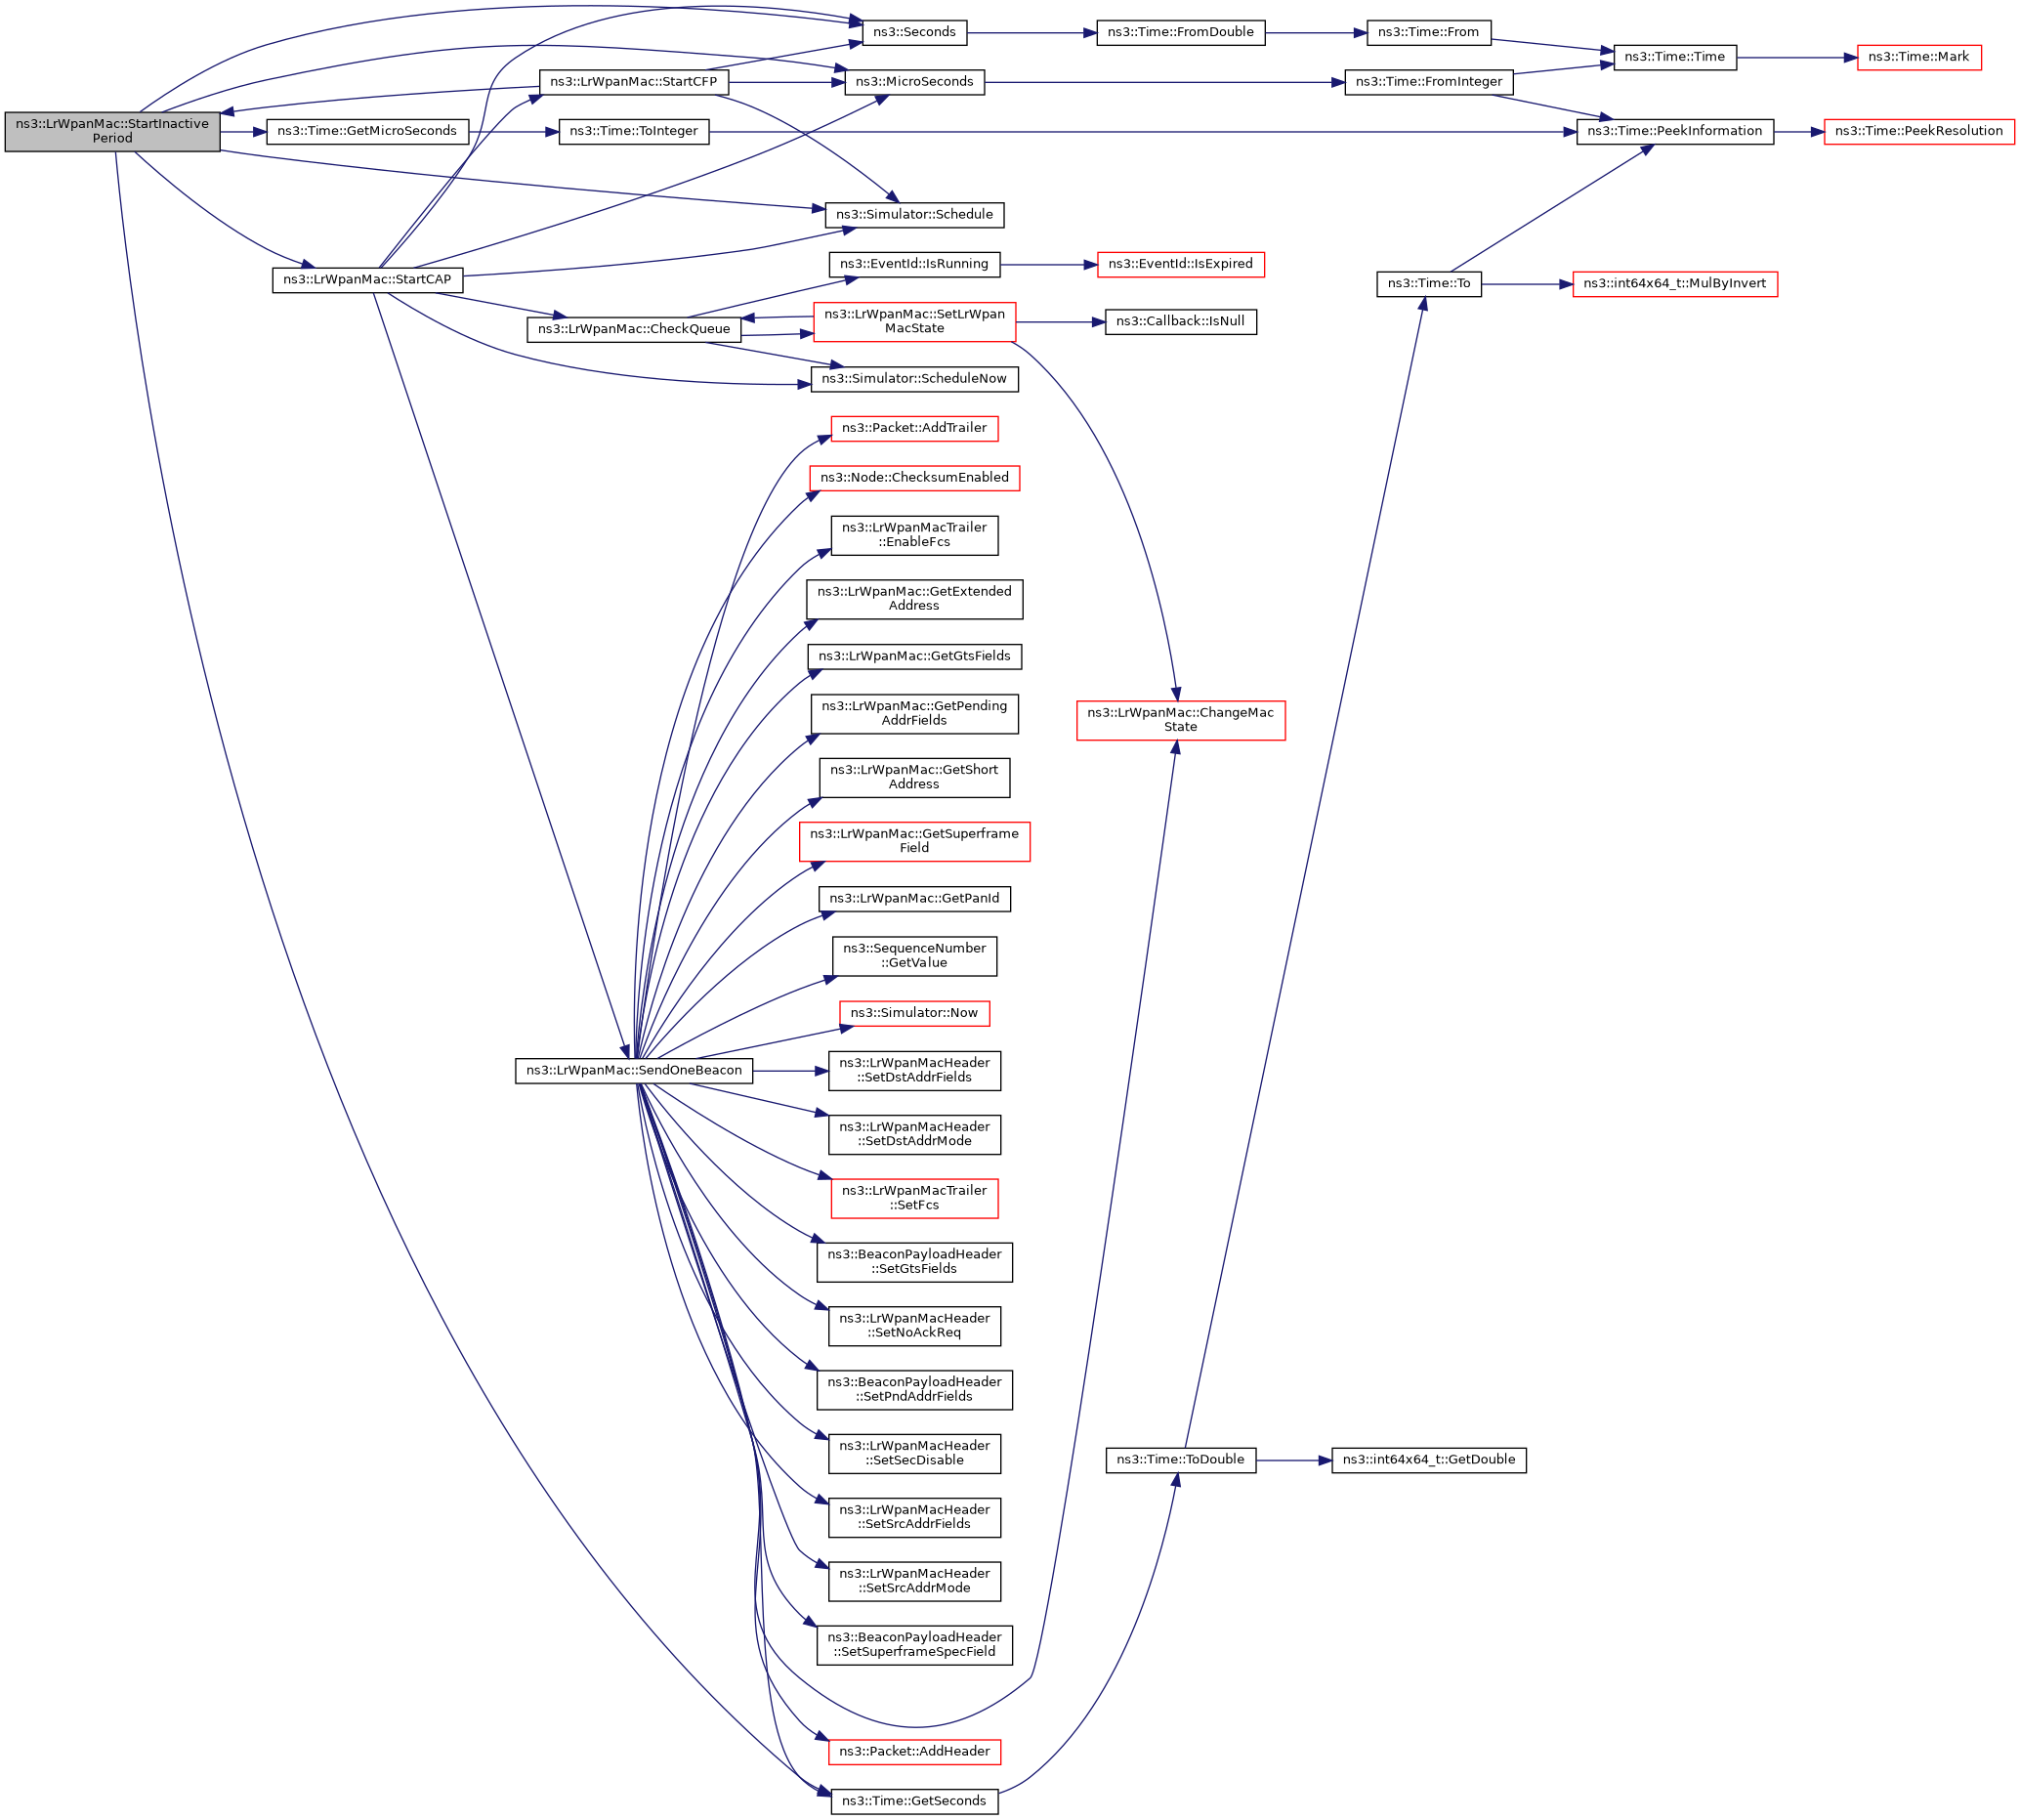 ns3::LrWpanMac::StartInactive
Period
ns3::Seconds
ns3::Time::FromDouble
ns3::Time::From
ns3::Time::Time
ns3::Time::Mark
ns3::LrWpanMac::StartCFP
ns3::MicroSeconds
ns3::Time::FromInteger
ns3::Time::GetMicroSeconds
ns3::Time::ToInteger
ns3::Time::PeekInformation
ns3::Time::PeekResolution
ns3::Simulator::Schedule
ns3::LrWpanMac::StartCAP
ns3::EventId::IsRunning
ns3::EventId::IsExpired
ns3::Time::To
ns3::int64x64_t::MulByInvert
ns3::LrWpanMac::CheckQueue
ns3::LrWpanMac::SetLrWpan
MacState
ns3::Callback::IsNull
ns3::Simulator::ScheduleNow
ns3::Packet::AddTrailer
ns3::Node::ChecksumEnabled
ns3::LrWpanMacTrailer
::EnableFcs
ns3::LrWpanMac::GetExtended
Address
ns3::LrWpanMac::GetGtsFields
ns3::LrWpanMac::GetPending
AddrFields
ns3::LrWpanMac::ChangeMac
State
ns3::LrWpanMac::GetShort
Address
ns3::LrWpanMac::GetSuperframe
Field
ns3::LrWpanMac::GetPanId
ns3::SequenceNumber
::GetValue
ns3::Simulator::Now
ns3::LrWpanMac::SendOneBeacon
ns3::LrWpanMacHeader
::SetDstAddrFields
ns3::LrWpanMacHeader
::SetDstAddrMode
ns3::LrWpanMacTrailer
::SetFcs
ns3::BeaconPayloadHeader
::SetGtsFields
ns3::LrWpanMacHeader
::SetNoAckReq
ns3::BeaconPayloadHeader
::SetPndAddrFields
ns3::LrWpanMacHeader
::SetSecDisable
ns3::Time::ToDouble
ns3::int64x64_t::GetDouble
ns3::LrWpanMacHeader
::SetSrcAddrFields
ns3::LrWpanMacHeader
::SetSrcAddrMode
ns3::BeaconPayloadHeader
::SetSuperframeSpecField
ns3::Packet::AddHeader
ns3::Time::GetSeconds